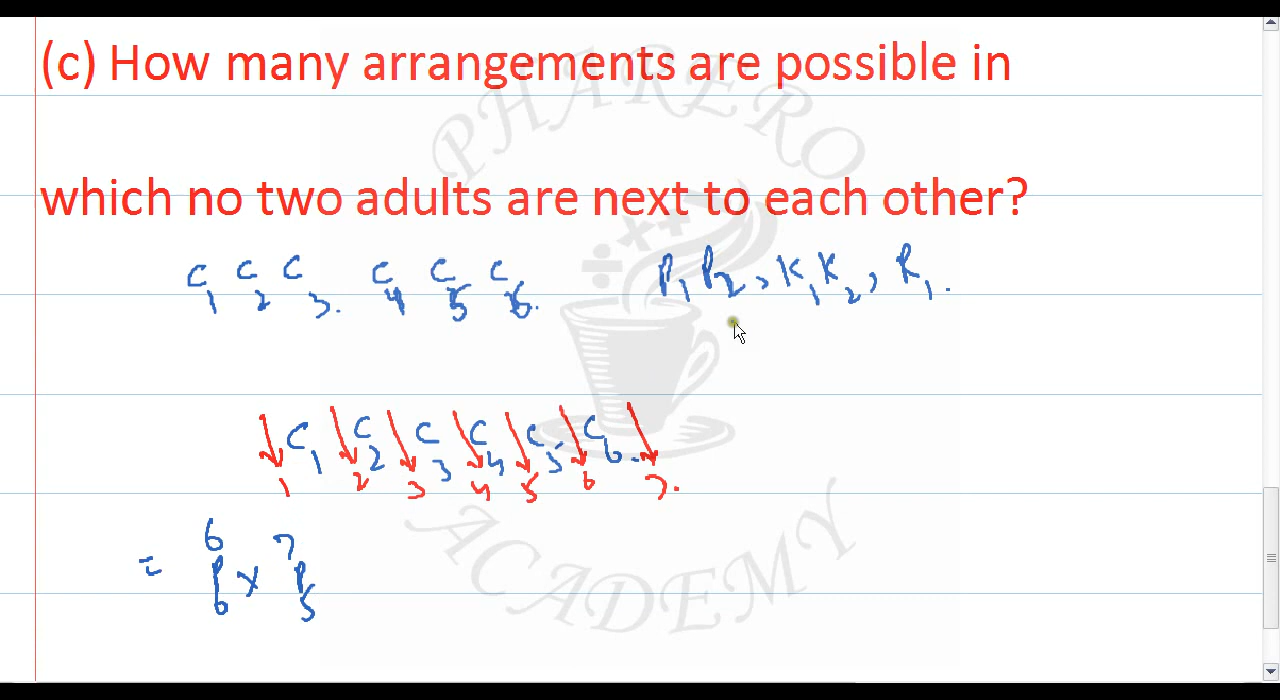 (c) How many arrangements are possible in
which no two adults are next to each other?
C₁ C₂ C₃. C₄ C₅ C₆. P₁ P₂, K₁ K₂, R₁.
C₁ C₂ C₃ C₄ C₅ C₆.
1 2 3 4 5 6 7.
= ⁶P₆ × ⁷P₅
PHARERO
÷×+
ACADEMY